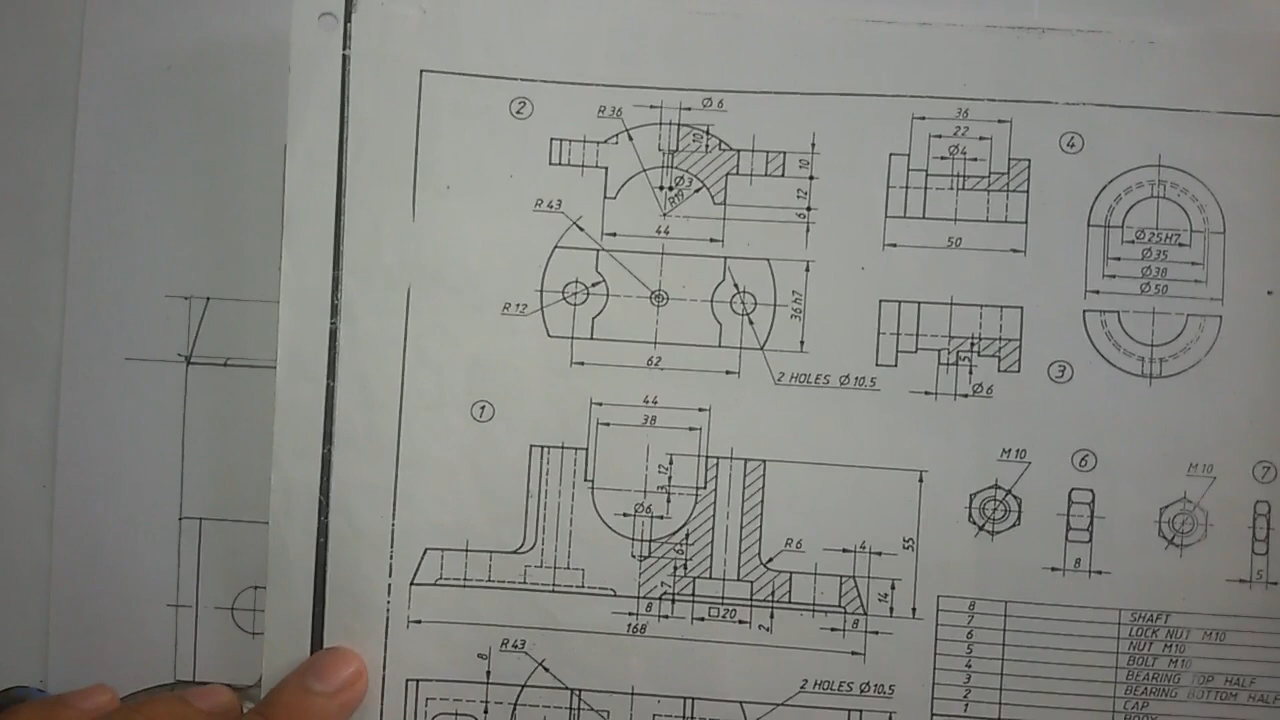 2
R 36
Ø 6
10
10
12
6
Ø3
R19
44
R 43
R 12
36 h7
62
2 HOLES Ø 10.5
36
22
Ø4
50
4
Ø25H7
Ø35
Ø38
Ø50
5
Ø6
3
1
44
38
12
3
Ø6
6
7
R 6
4
55
14
8
□20
2
8
168
M 10
6
8
M 10
7
5
8
R 43
2 HOLES Ø 10.5
8
7 SHAFT
6 LOCK NUT M10
5 NUT M10
4 BOLT M10
3 BEARING TOP HALF
2 BEARING BOTTOM HALF
1 CAP